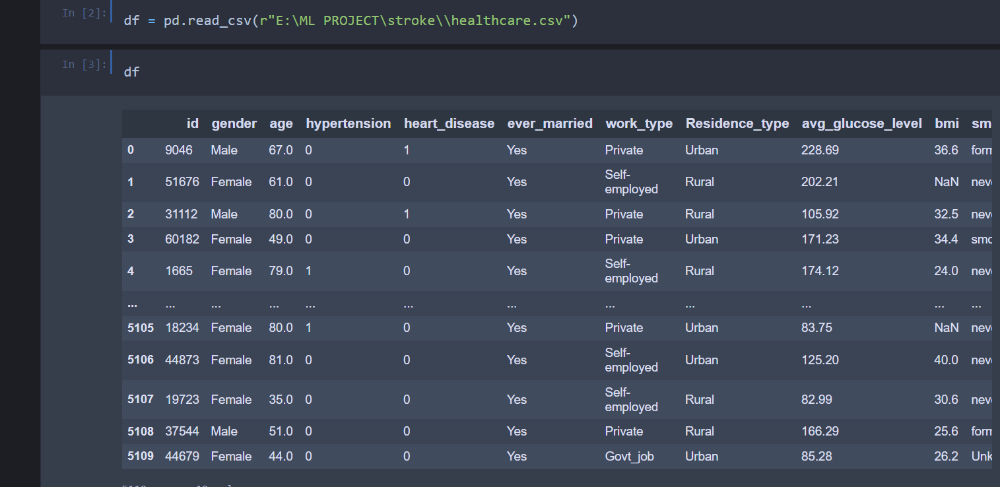 In [2]: df = pd.read_csv(r"E:\ML PROJECT\stroke\\healthcare.csv")
In [3]: df
id gender age hypertension heart_disease ever_married work_type Residence_type avg_glucose_level bmi sm
0 9046 Male 67.0 0 1 Yes Private Urban 228.69 36.6 form
1 51676 Female 61.0 0 0 Yes Self-employed Rural 202.21 NaN nev
2 31112 Male 80.0 0 1 Yes Private Rural 105.92 32.5 nev
3 60182 Female 49.0 0 0 Yes Private Urban 171.23 34.4 smo
4 1665 Female 79.0 1 0 Yes Self-employed Rural 174.12 24.0 nev
... ... ... ... ... ... ... ... ... ... ... ...
5105 18234 Female 80.0 1 0 Yes Private Urban 83.75 NaN nev
5106 44873 Female 81.0 0 0 Yes Self-employed Urban 125.20 40.0 nev
5107 19723 Female 35.0 0 0 Yes Self-employed Rural 82.99 30.6 nev
5108 37544 Male 51.0 0 0 Yes Private Rural 166.29 25.6 form
5109 44679 Female 44.0 0 0 Yes Govt_job Urban 85.28 26.2 Unk